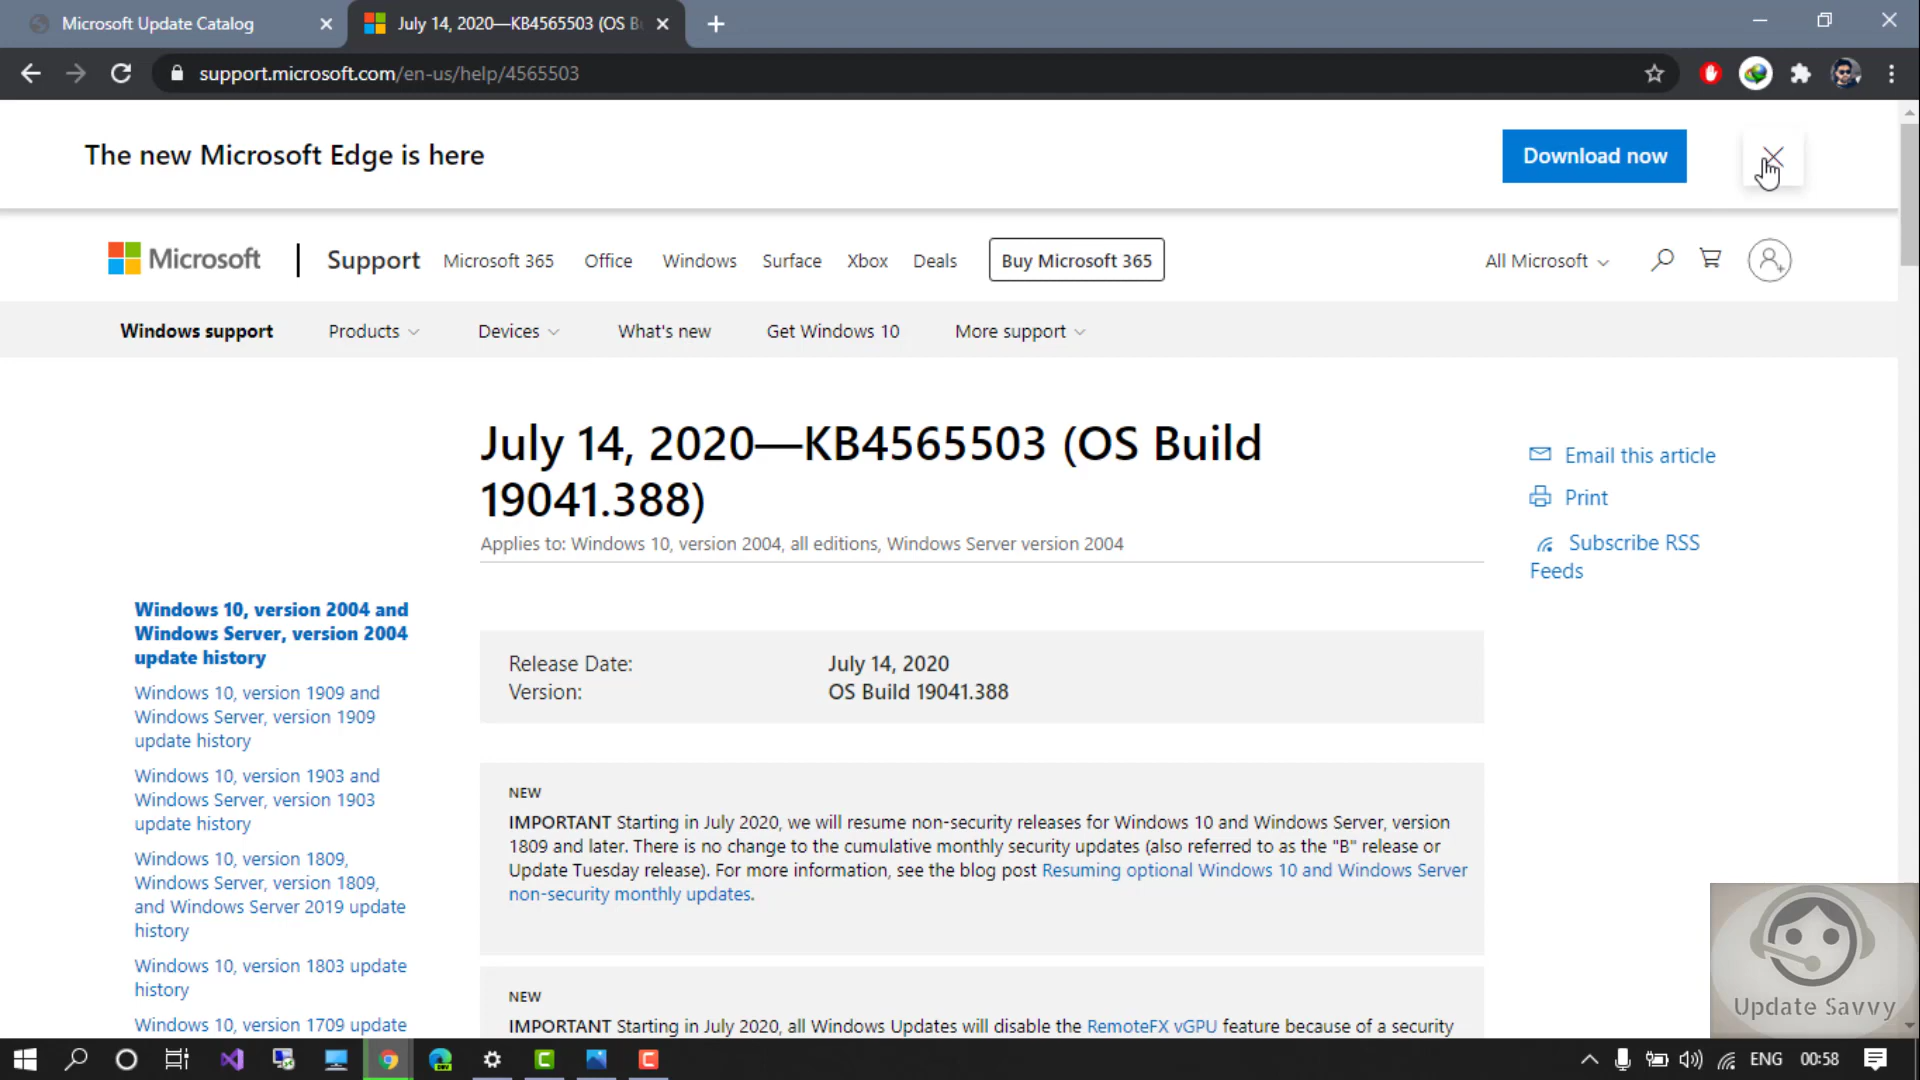 Microsoft Update Catalog
July 14, 2020—KB4565503 (OS B
support.microsoft.com/en-us/help/4565503
The new Microsoft Edge is here
Download now
Microsoft
Support
Microsoft 365
Office
Windows
Surface
Xbox
Deals
Buy Microsoft 365
All Microsoft
Windows support
Products
Devices
What's new
Get Windows 10
More support
July 14, 2020—KB4565503 (OS Build
19041.388)
Applies to: Windows 10, version 2004, all editions, Windows Server version 2004
Email this article
Print
Subscribe RSS
Feeds
Windows 10, version 2004 and
Windows Server, version 2004
update history
Windows 10, version 1909 and
Windows Server, version 1909
update history
Windows 10, version 1903 and
Windows Server, version 1903
update history
Windows 10, version 1809,
Windows Server, version 1809,
and Windows Server 2019 update
history
Windows 10, version 1803 update
history
Windows 10, version 1709 update
Release Date: July 14, 2020
Version: OS Build 19041.388
NEW
IMPORTANT Starting in July 2020, we will resume non-security releases for Windows 10 and Windows Server, version
1809 and later. There is no change to the cumulative monthly security updates (also referred to as the "B" release or
Update Tuesday release). For more information, see the blog post Resuming optional Windows 10 and Windows Server
non-security monthly updates.
NEW
IMPORTANT Starting in July 2020, all Windows Updates will disable the RemoteFX vGPU feature because of a security
Update Savvy
ENG
00:58